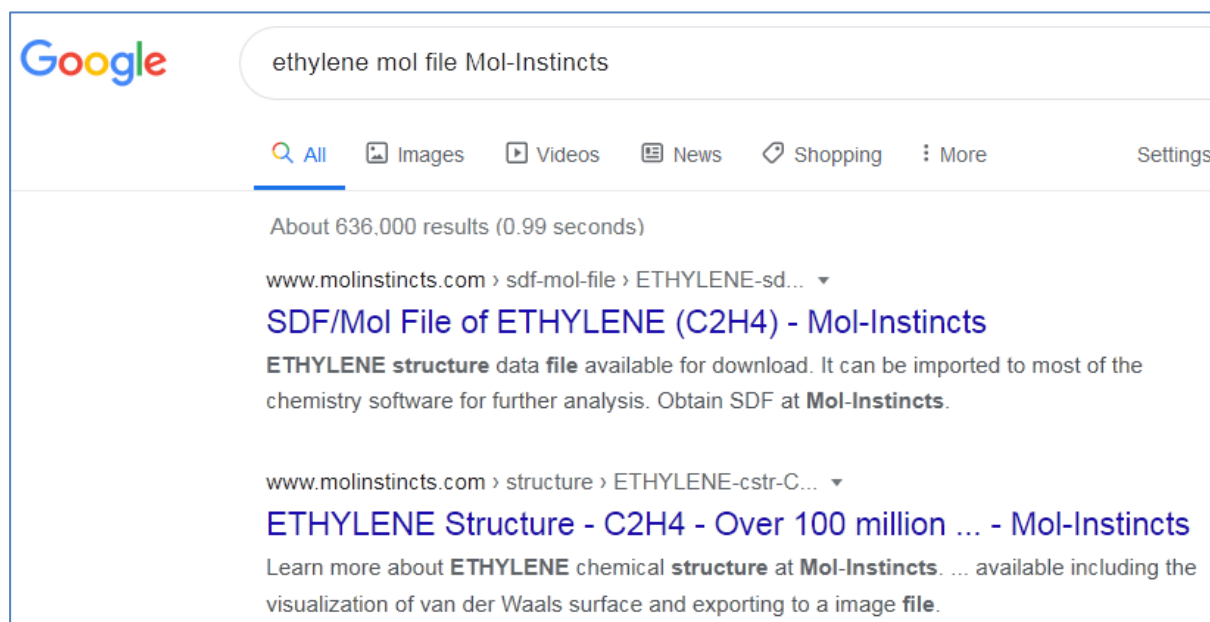 Google
ethylene mol file Mol-Instincts
All Images Videos News Shopping More Settings
About 636,000 results (0.99 seconds)
www.molinstincts.com › sdf-mol-file › ETHYLENE-sd...
SDF/Mol File of ETHYLENE (C2H4) - Mol-Instincts
ETHYLENE structure data file available for download. It can be imported to most of the
chemistry software for further analysis. Obtain SDF at Mol-Instincts.
www.molinstincts.com › structure › ETHYLENE-cstr-C...
ETHYLENE Structure - C2H4 - Over 100 million ... - Mol-Instincts
Learn more about ETHYLENE chemical structure at Mol-Instincts. ... available including the
visualization of van der Waals surface and exporting to a image file.